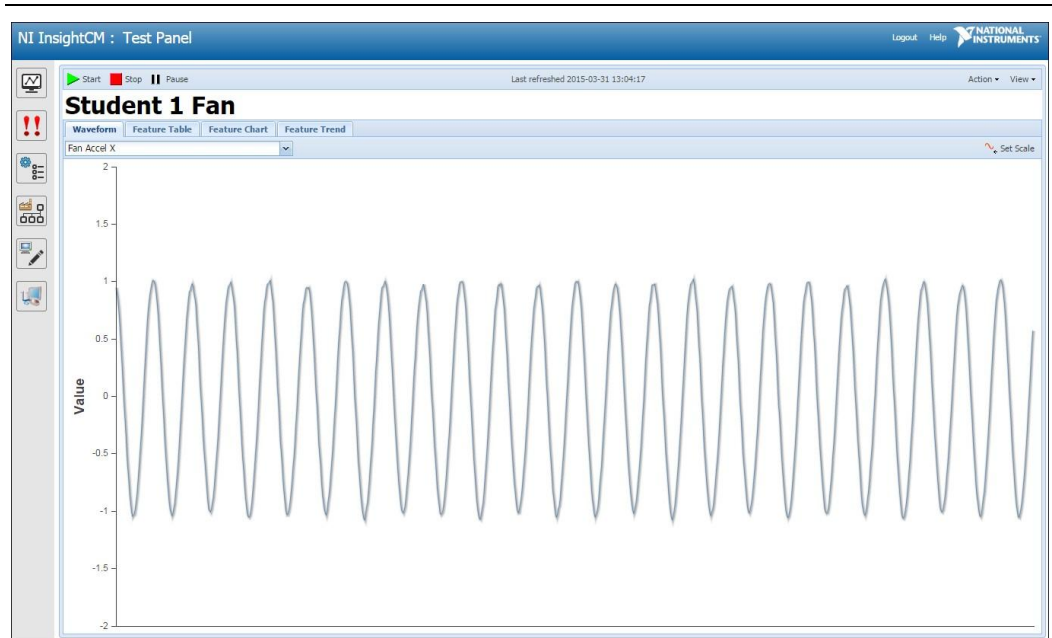 NI InsightCM : Test Panel
Logout Help NATIONAL INSTRUMENTS
Start Stop Pause Last refreshed 2015-03-31 13:04:17 Action View
Student 1 Fan
Waveform Feature Table Feature Chart Feature Trend
Fan Accel X Set Scale
2
1.5
1
0.5
0
-0.5
-1
-1.5
-2
Value